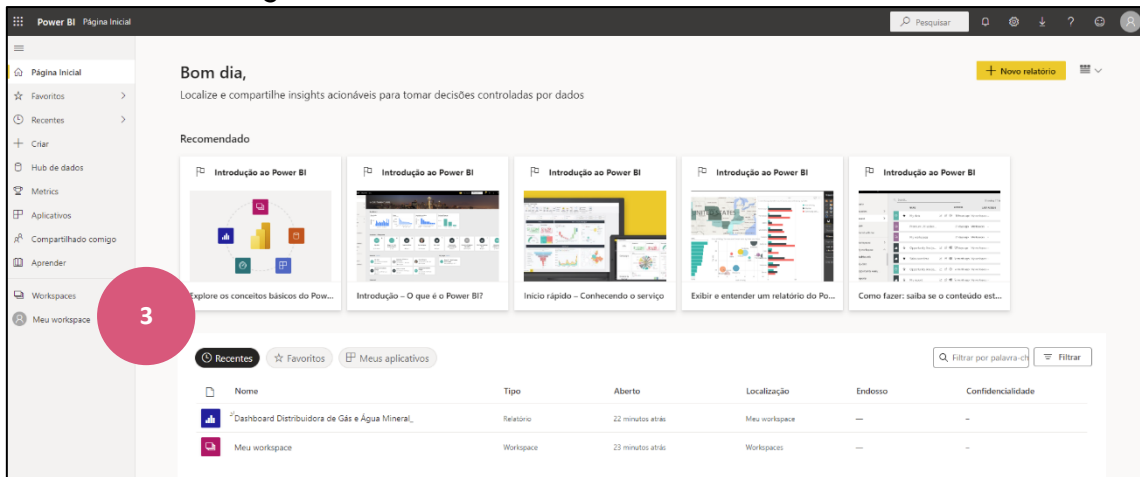 Power BI Página Inicial Pesquisar
Página Inicial
Favoritos
Recentes
Criar
Hub de dados
Metrics
Aplicativos
Compartilhado comigo
Aprender
Workspaces
Meu workspace
3
Bom dia,
Localize e compartilhe insights acionáveis para tomar decisões controladas por dados
+ Novo relatório
Recomendado
Introdução ao Power BI
Explore os conceitos básicos do Pow...
Introdução ao Power BI
Introdução – O que é o Power BI?
Introdução ao Power BI
Início rápido – Conhecendo o serviço
Introdução ao Power BI
Exibir e entender um relatório do Po...
Introdução ao Power BI
Como fazer: saiba se o conteúdo est...
Recentes Favoritos Meus aplicativos Filtrar por palavra-ch Filtrar
Nome Tipo Aberto Localização Endosso Confidencialidade
Dashboard Distribuidora de Gás e Água Mineral_ Relatório 22 minutos atrás Meu workspace — –
Meu workspace Workspace 23 minutos atrás Workspaces — –